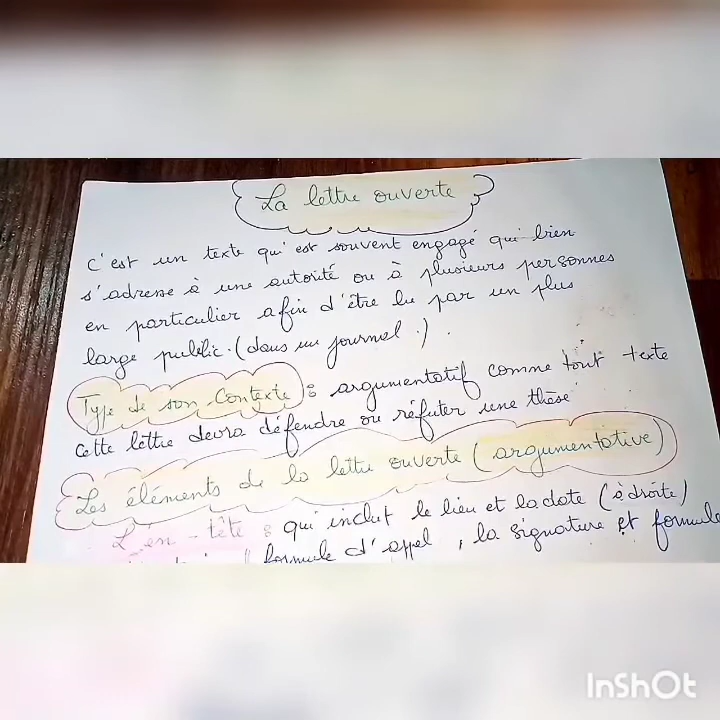 La lettre ouverte
C'est un texte qui est souvent engagé qui bien
s'adresse à une autorité ou à plusieurs personnes
en particulier afin d'être lu par un plus
large public. (dans un journal.).
Type de son contexte : argumentatif comme tout texte
cette lettre devra défendre ou réfuter une thèse
Les éléments de la lettre ouverte (argumentative)
L'en-tête : qui inclut le lieu et la date (à droite)
formule d'appel, la signature et formule
InShOt